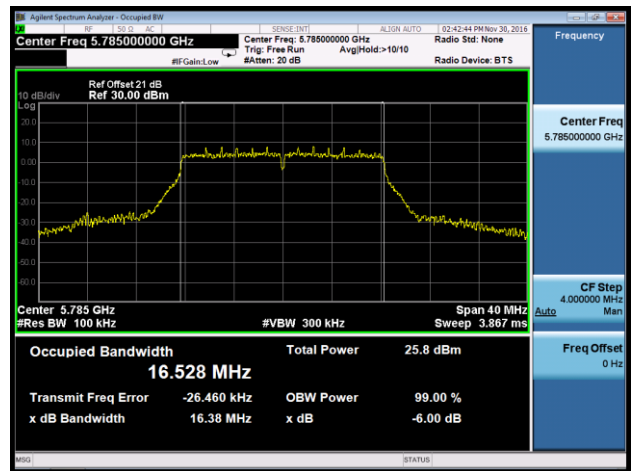 Agilent Spectrum Analyzer - Occupied BW
RF 50 Ω AC SENSE:INT ALIGN AUTO 02:42:44 PM Nov 30, 2016
Center Freq 5.785000000 GHz
Center Freq: 5.785000000 GHz
Radio Std: None
Trig: Free Run Avg|Hold:>10/10
#IFGain:Low #Atten: 20 dB Radio Device: BTS
Frequency
Ref Offset 21 dB
10 dB/div Ref 30.00 dBm
Log
20.0
10.0
0.00
-10.0
-20.0
-30.0
-40.0
-50.0
-60.0
Center Freq
5.785000000 GHz
Center 5.785 GHz Span 40 MHz
#Res BW 100 kHz #VBW 300 kHz Sweep 3.867 ms
CF Step
4.000000 MHz
Auto Man
Occupied Bandwidth Total Power 25.8 dBm
16.528 MHz
Transmit Freq Error -26.460 kHz OBW Power 99.00 %
x dB Bandwidth 16.38 MHz x dB -6.00 dB
Freq Offset
0 Hz
MSG STATUS